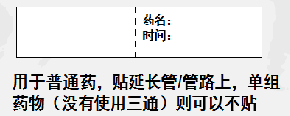 药名：
时间：
用于普通药，贴延长管/管路上，单组
药物（没有使用三通）则可以不贴